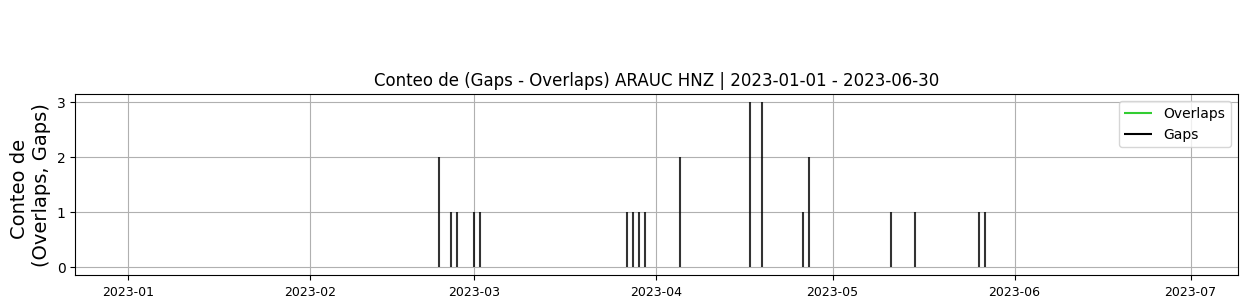 Conteo de (Gaps - Overlaps) ARAUC HNZ | 2023-01-01 - 2023-06-30
Conteo de
(Overlaps, Gaps)
3
2
1
0
Overlaps
Gaps
2023-01
2023-02
2023-03
2023-04
2023-05
2023-06
2023-07